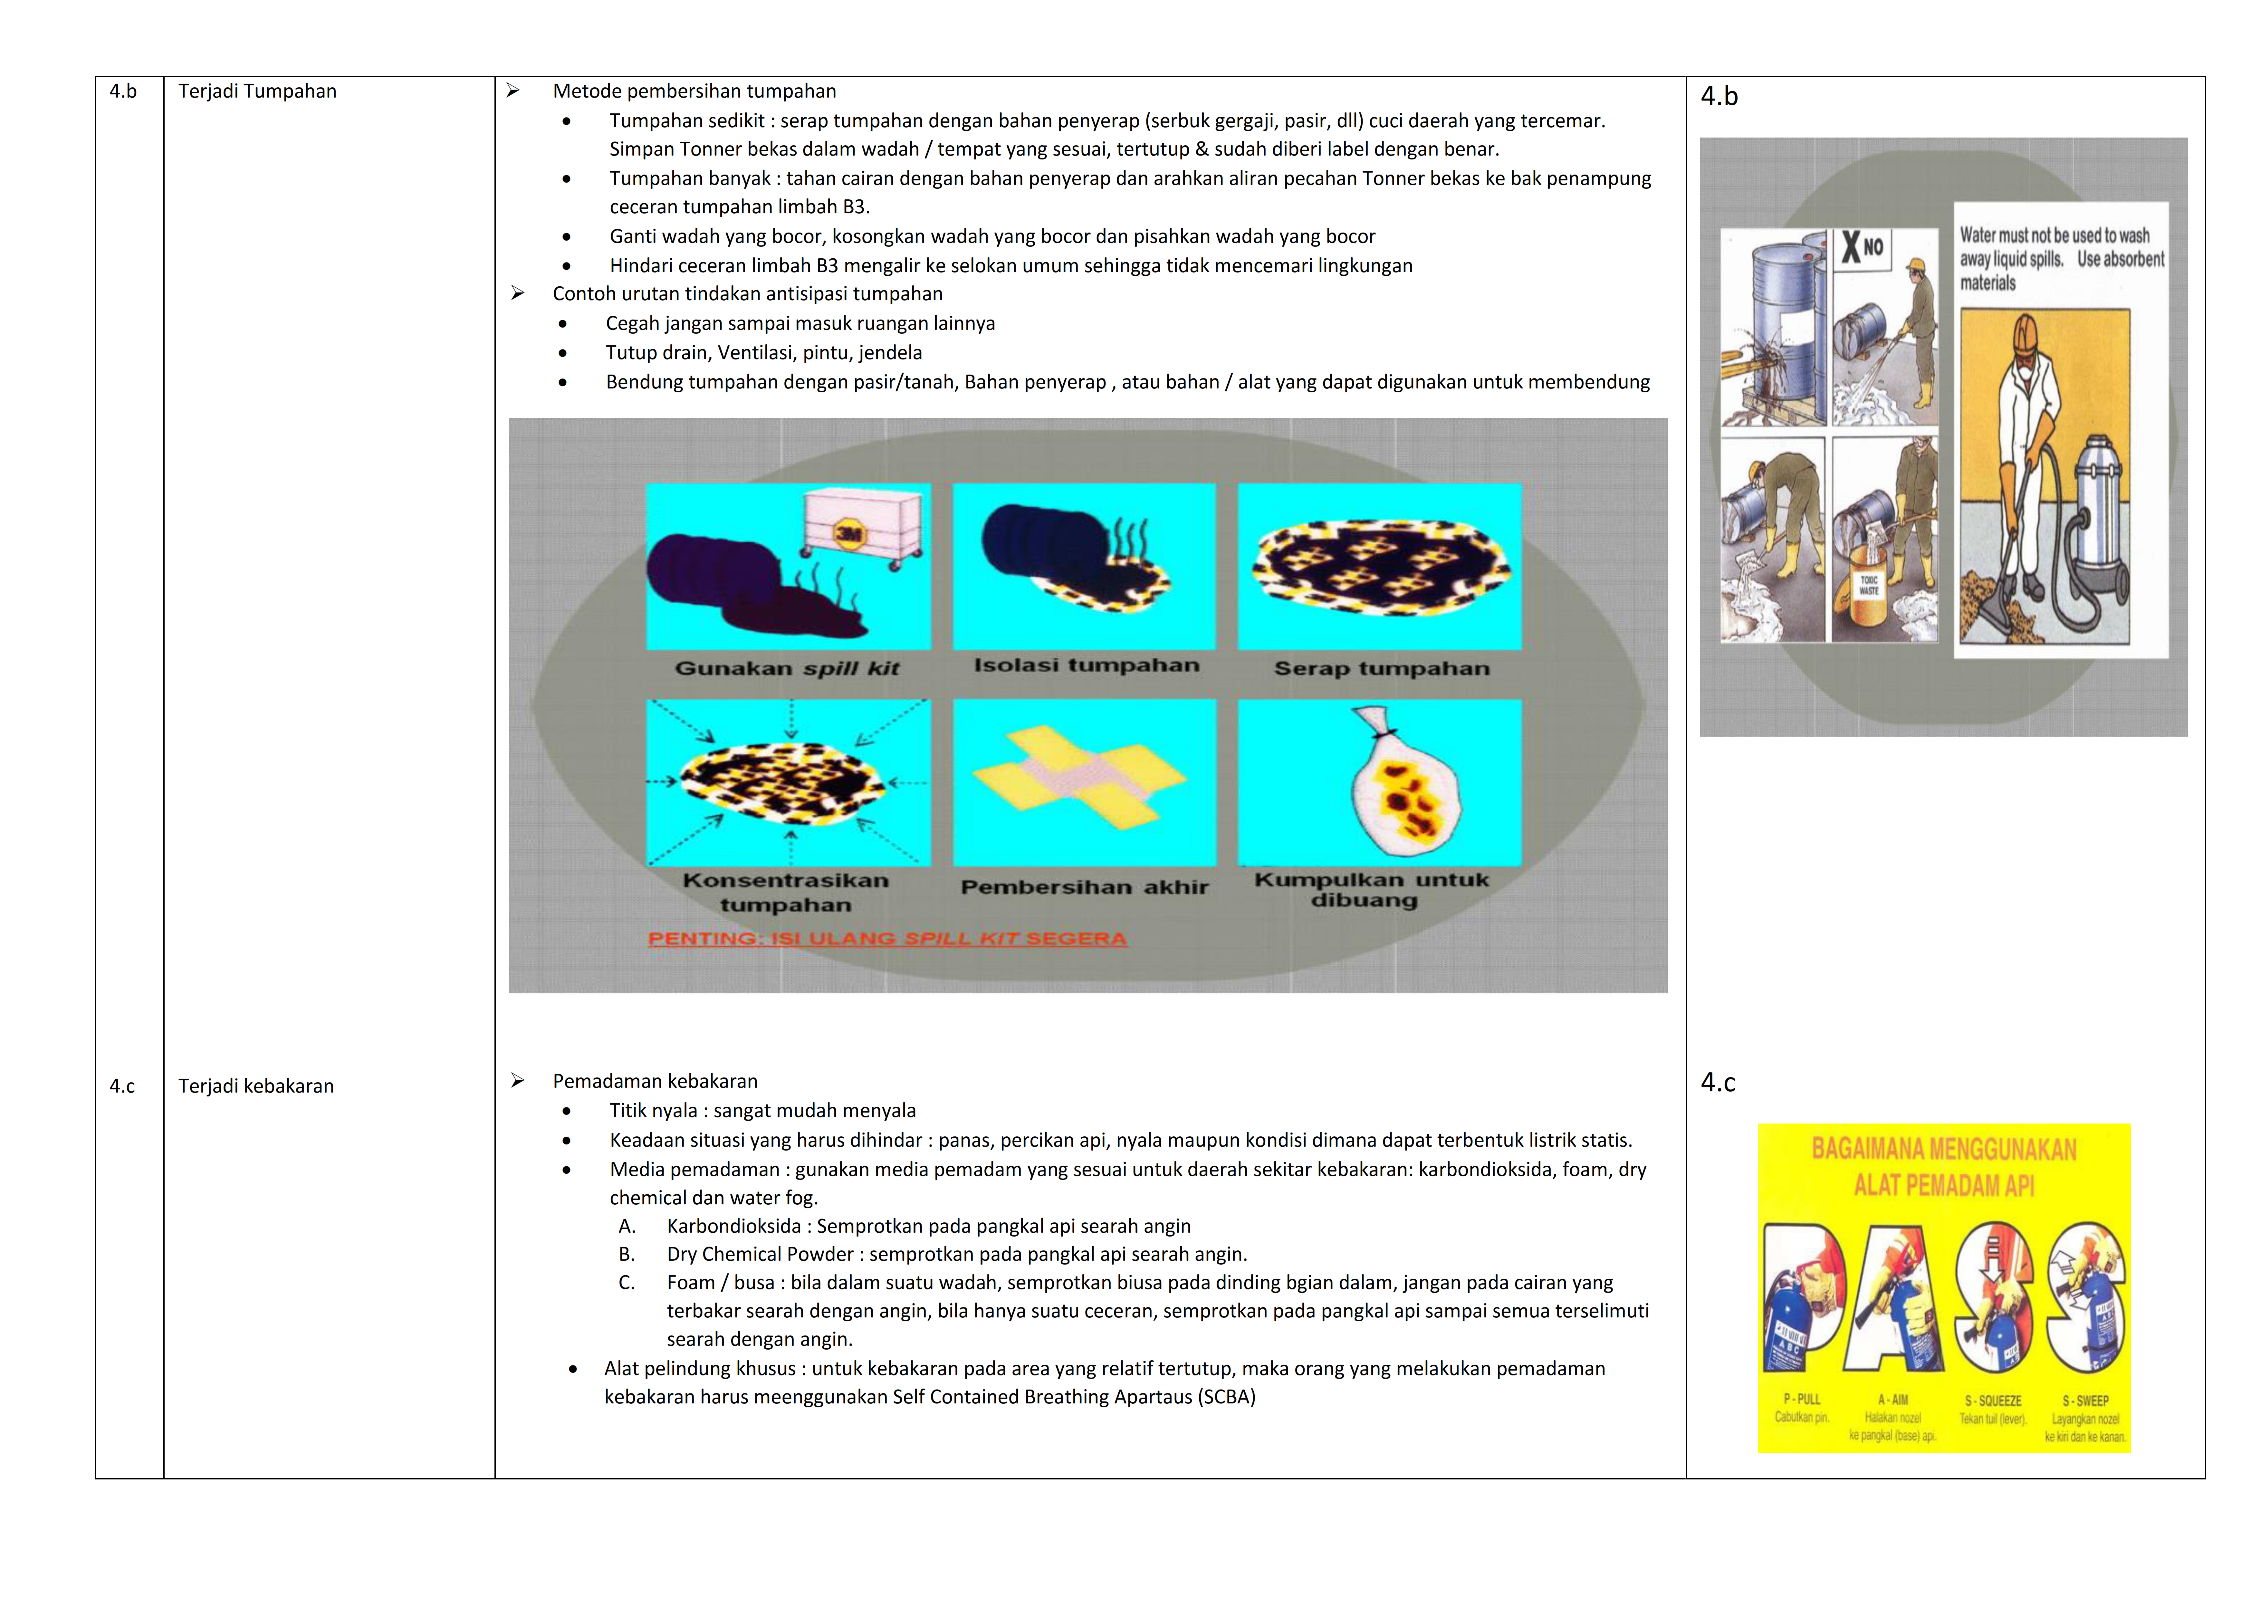 4.b
Terjadi Tumpahan
➢ Metode pembersihan tumpahan
• Tumpahan sedikit : serap tumpahan dengan bahan penyerap (serbuk gergaji, pasir, dll) cuci daerah yang tercemar.
Simpan Tonner bekas dalam wadah / tempat yang sesuai, tertutup & sudah diberi label dengan benar.
• Tumpahan banyak : tahan cairan dengan bahan penyerap dan arahkan aliran pecahan Tonner bekas ke bak penampung
ceceran tumpahan limbah B3.
• Ganti wadah yang bocor, kosongkan wadah yang bocor dan pisahkan wadah yang bocor
• Hindari ceceran limbah B3 mengalir ke selokan umum sehingga tidak mencemari lingkungan
➢ Contoh urutan tindakan antisipasi tumpahan
• Cegah jangan sampai masuk ruangan lainnya
• Tutup drain, Ventilasi, pintu, jendela
• Bendung tumpahan dengan pasir/tanah, Bahan penyerap , atau bahan / alat yang dapat digunakan untuk membendung
3M
Gunakan spill kit
Isolasi tumpahan
Serap tumpahan
Konsentrasikan
tumpahan
Pembersihan akhir
Kumpulkan untuk
dibuang
PENTING: ISI ULANG SPILL KIT SEGERA
4.b
X NO
Water must not be used to wash
away liquid spills. Use absorbent
materials
TOXIC
WASTE
4.c
Terjadi kebakaran
➢ Pemadaman kebakaran
• Titik nyala : sangat mudah menyala
• Keadaan situasi yang harus dihindar : panas, percikan api, nyala maupun kondisi dimana dapat terbentuk listrik statis.
• Media pemadaman : gunakan media pemadam yang sesuai untuk daerah sekitar kebakaran: karbondioksida, foam, dry
chemical dan water fog.
A. Karbondioksida : Semprotkan pada pangkal api searah angin
B. Dry Chemical Powder : semprotkan pada pangkal api searah angin.
C. Foam / busa : bila dalam suatu wadah, semprotkan biusa pada dinding bgian dalam, jangan pada cairan yang
terbakar searah dengan angin, bila hanya suatu ceceran, semprotkan pada pangkal api sampai semua terselimuti
searah dengan angin.
• Alat pelindung khusus : untuk kebakaran pada area yang relatif tertutup, maka orang yang melakukan pemadaman
kebakaran harus meenggunakan Self Contained Breathing Apartaus (SCBA)
4.c
BAGAIMANA MENGGUNAKAN
ALAT PEMADAM API
PASS
P - PULL
Cabutkan pin.
A - AIM
Halakan nozel
ke pangkal (base) api.
S - SQUEEZE
Tekan tuil (lever).
S - SWEEP
Layangkan nozel
ke kiri dan ke kanan.